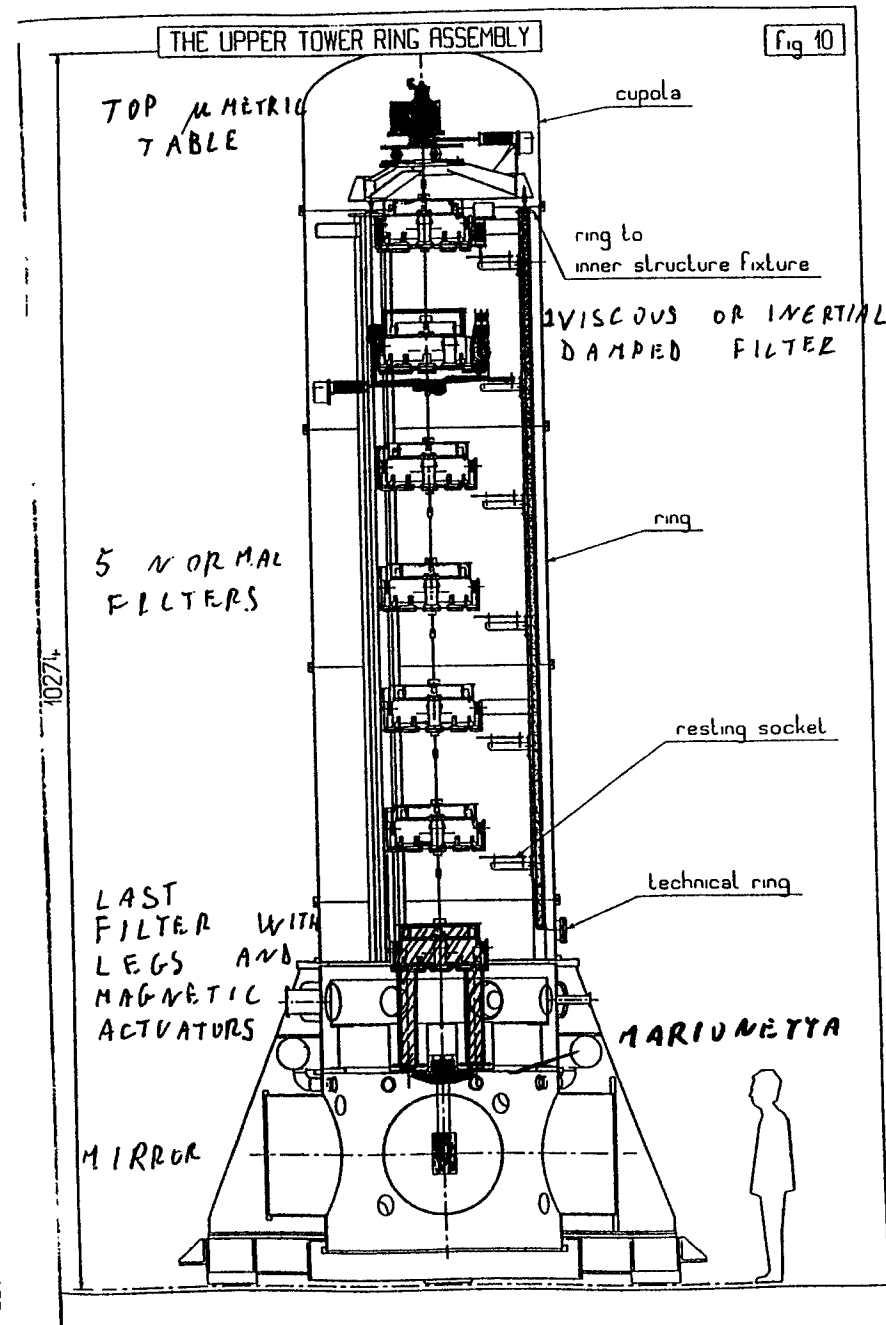 THE UPPER TOWER RING ASSEMBLY
Fig 10
TOP μ METRIC
TABLE
cupola
ring to
inner structure fixture
1 VISCOUS OR INERTIAL
DAMPED FILTER
ring
5 NORMAL
FILTERS
10274
resting socket
technical ring
LAST
FILTER WITH
LEGS AND
MAGNETIC
ACTUATORS
MARIONETTA
MIRROR